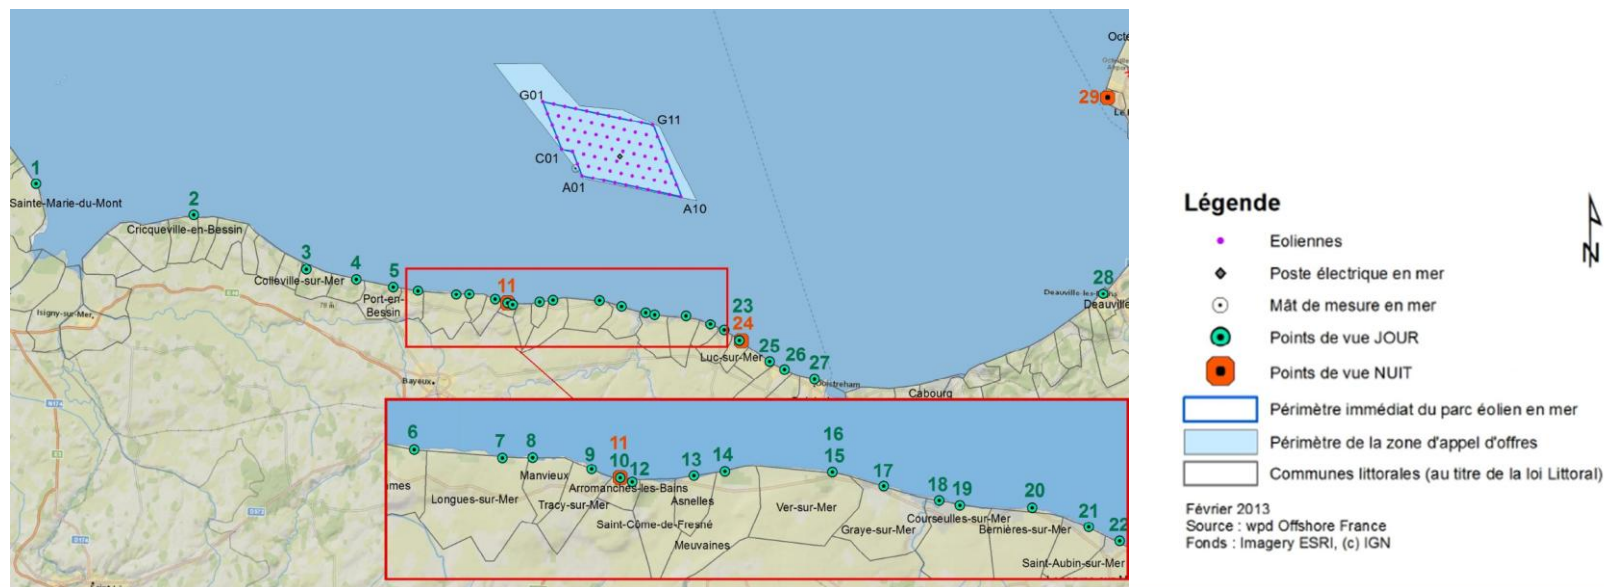 Octe
G01
G11
29
Le
C01
A01
A10
1
Sainte-Marie-du-Mont
2
Cricqueville-en-Bessin
3
Colleville-sur-Mer
4
5
Port-en-
Bessin
Isigny-sur-Mer
11
23
24
Luc-sur-Mer
25
26
27
Ouistreham
28
Deauville
Cabourg
Bayeux
6
7
8
9
11
10
12
13
14
16
15
17
18
19
20
21
22
Manvieux
Arromanches-les-Bains
Longues-sur-Mer
Tracy-sur-Mer
Asnelles
Saint-Côme-de-Fresné
Meuvaines
Ver-sur-Mer
Graye-sur-Mer
Courseulles-sur-Mer
Bernières-sur-Mer
Saint-Aubin-sur-Mer
Légende
N
Eoliennes
Poste électrique en mer
Mât de mesure en mer
Points de vue JOUR
Points de vue NUIT
Périmètre immédiat du parc éolien en mer
Périmètre de la zone d'appel d'offres
Communes littorales (au titre de la loi Littoral)
Février 2013
Source : wpd Offshore France
Fonds : Imagery ESRI, (c) IGN